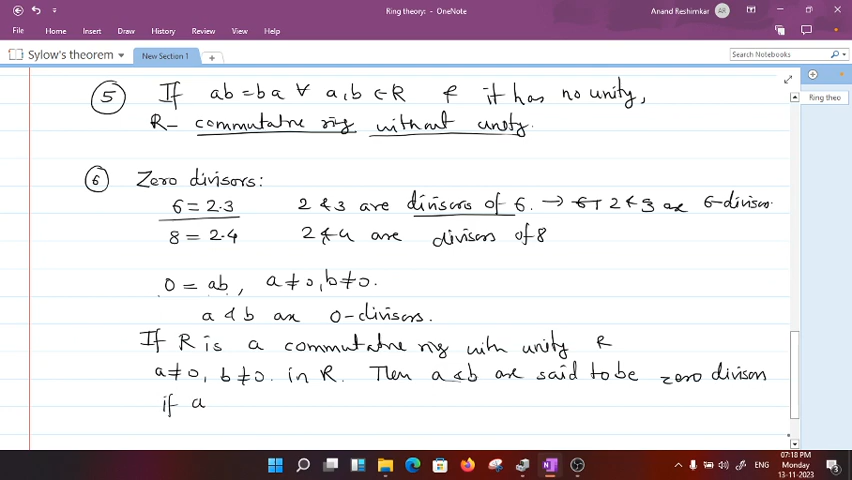 Ring theory: - OneNote
Anand Reshimkar
AR
File Home Insert Draw History Review View Help
Sylow's theorem
New Section 1
Search Notebooks
Ring theo
5 If ab = ba ∀ a, b ∈ R & it has no unity,
R- commutative ring without unity.
6 Zero divisors:
6 = 2.3 2 & 3 are divisors of 6. → 2 & 3 are 6-divisor.
8 = 2.4 2 & 4 are divisors of 8
0 = ab, a ≠ 0, b ≠ 0.
a & b are 0-divisors.
If R is a commutative ring with unity R
a ≠ 0, b ≠ 0. in R. Then a & b are said to be zero divisors
if a
ENG
07:18 PM
Monday
13-11-2023
3